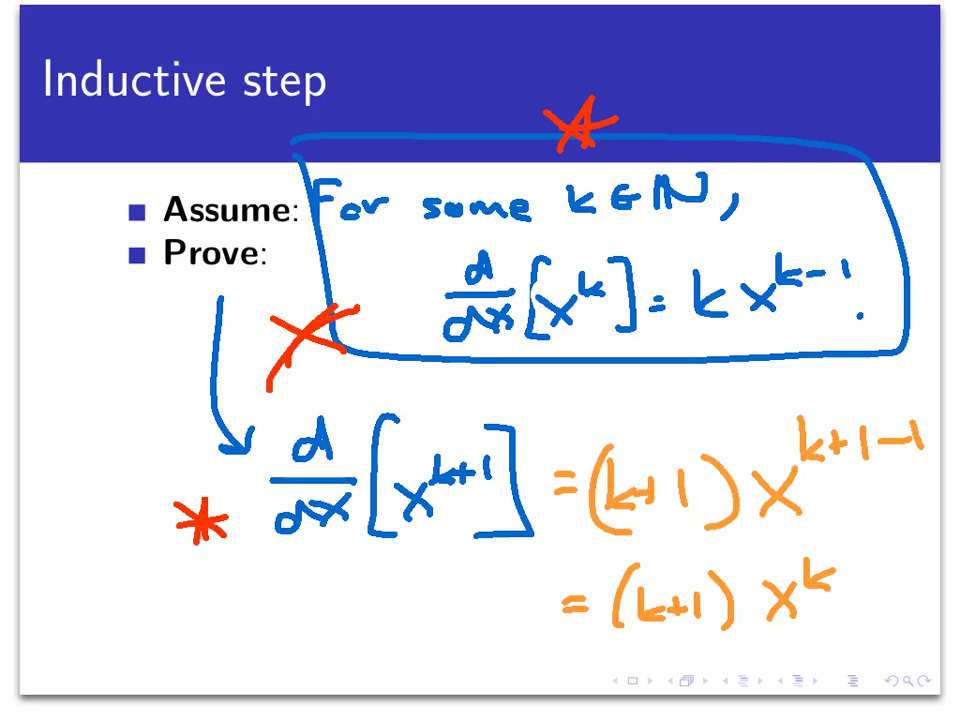 Inductive step
Assume: For some k ∈ ℕ,
Prove:
d/dx [x^k] = k x^{k-1}.
d/dx [x^{k+1}] = (k+1) x^{k+1-1}
= (k+1) x^k